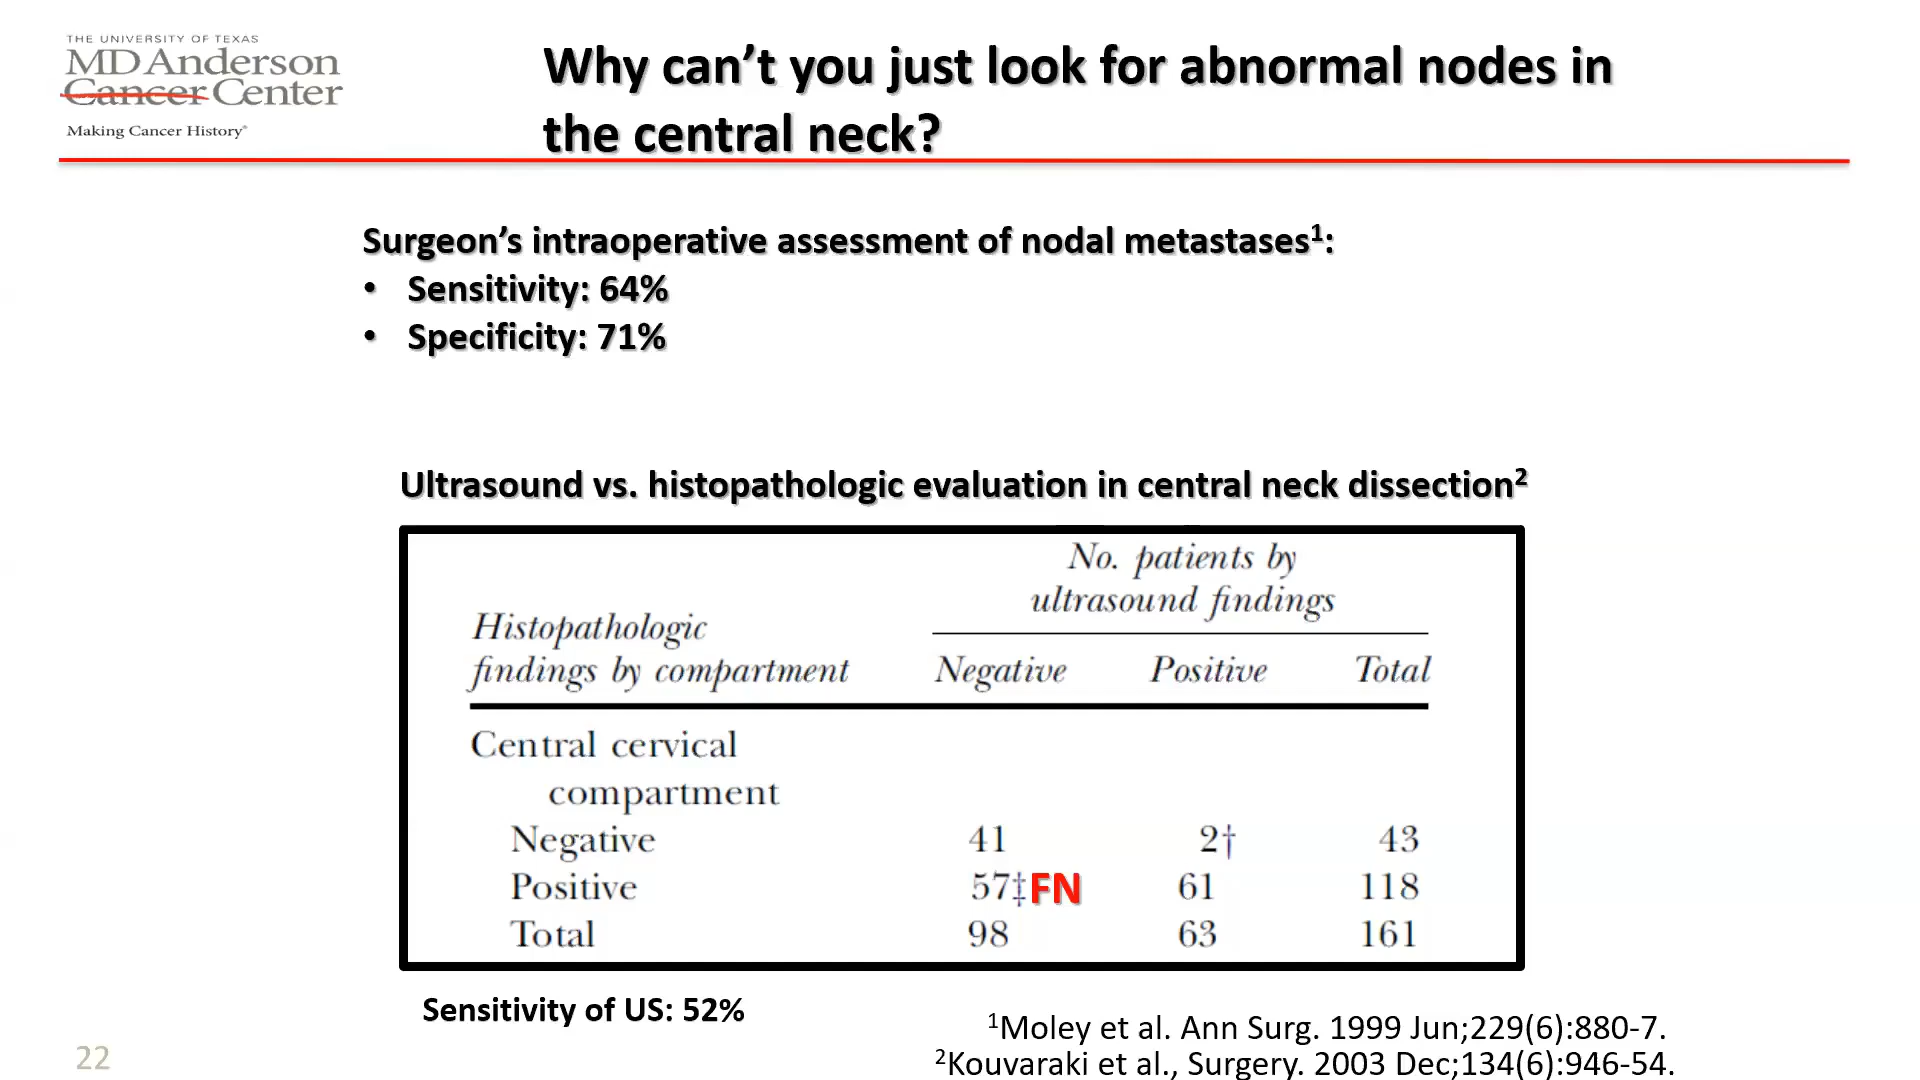 THE UNIVERSITY OF TEXAS
MD Anderson
Cancer Center
Making Cancer History®
Why can’t you just look for abnormal nodes in
the central neck?
Surgeon’s intraoperative assessment of nodal metastases¹:
• Sensitivity: 64%
• Specificity: 71%
Ultrasound vs. histopathologic evaluation in central neck dissection²
No. patients by
ultrasound findings
Histopathologic
findings by compartment Negative Positive Total
Central cervical
compartment
Negative 41 2† 43
Positive 57‡ FN 61 118
Total 98 63 161
Sensitivity of US: 52%
¹Moley et al. Ann Surg. 1999 Jun;229(6):880-7.
²Kouvaraki et al., Surgery. 2003 Dec;134(6):946-54.
22